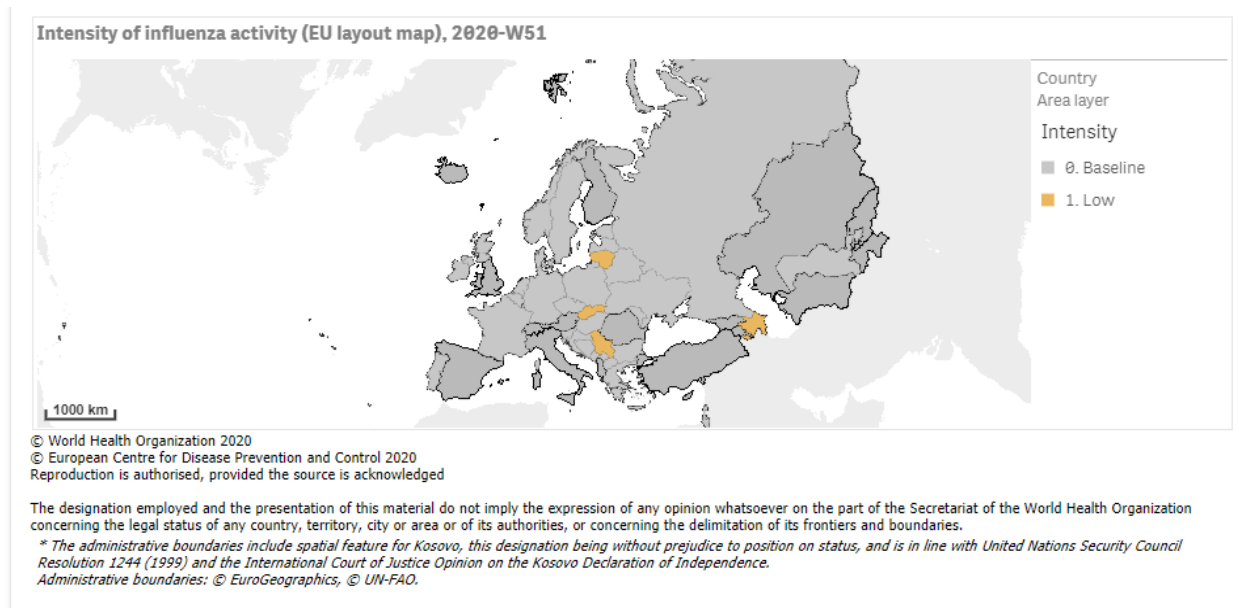 Intensity of influenza activity (EU layout map), 2020-W51
Country
Area layer
Intensity
0. Baseline
1. Low
1000 km
© World Health Organization 2020
© European Centre for Disease Prevention and Control 2020
Reproduction is authorised, provided the source is acknowledged
The designation employed and the presentation of this material do not imply the expression of any opinion whatsoever on the part of the Secretariat of the World Health Organization
concerning the legal status of any country, territory, city or area or of its authorities, or concerning the delimitation of its frontiers and boundaries.
* The administrative boundaries include spatial feature for Kosovo, this designation being without prejudice to position on status, and is in line with United Nations Security Council
Resolution 1244 (1999) and the International Court of Justice Opinion on the Kosovo Declaration of Independence.
Administrative boundaries: © EuroGeographics, © UN-FAO.